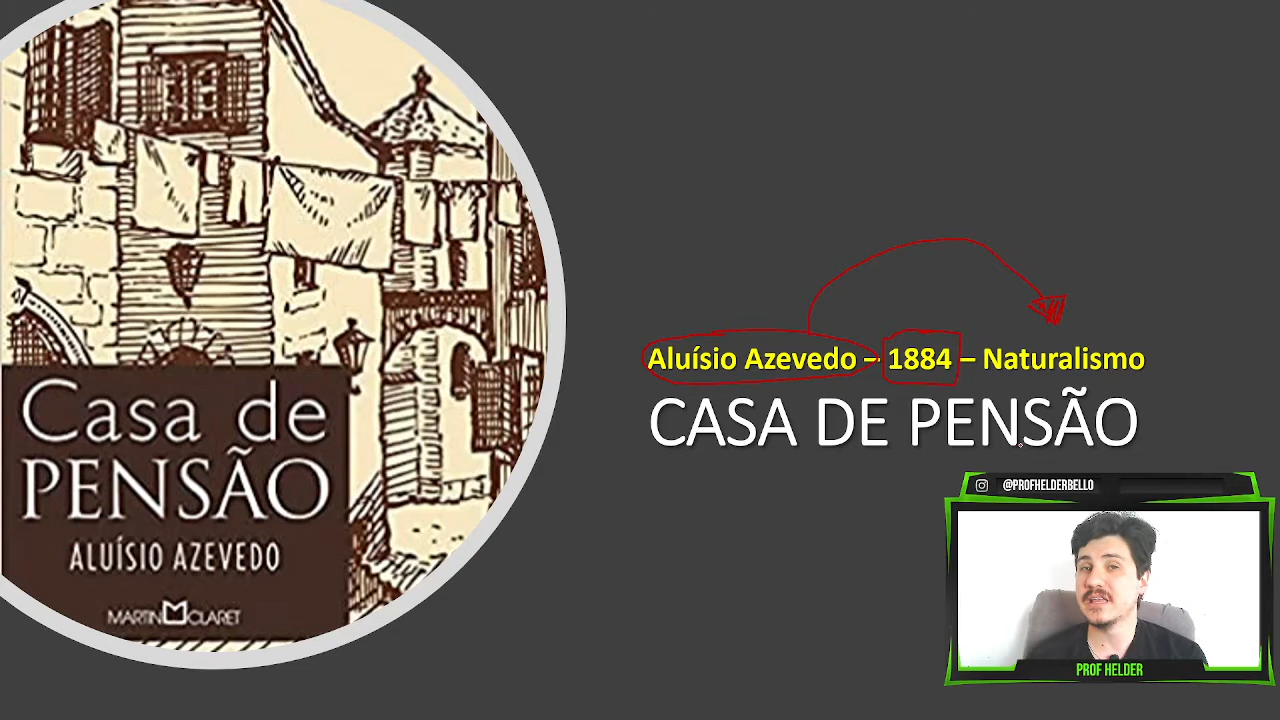 Casa de
PENSÃO
ALUÍSIO AZEVEDO
MARTIN CLARET
Aluísio Azevedo – 1884 – Naturalismo
CASA DE PENSÃO
@PROFHELDERBELLO
PROF HELDER